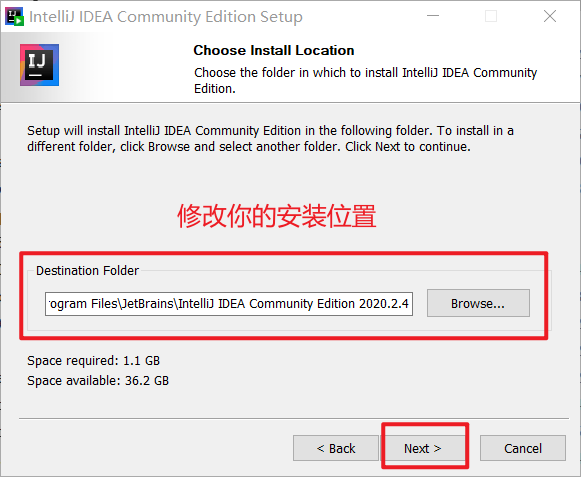 IntelliJ IDEA Community Edition Setup
IJ
Choose Install Location
Choose the folder in which to install IntelliJ IDEA Community
Edition.
Setup will install IntelliJ IDEA Community Edition in the following folder. To install in a
different folder, click Browse and select another folder. Click Next to continue.
修改你的安装位置
Destination Folder
ogram Files\JetBrains\IntelliJ IDEA Community Edition 2020.2.4
Browse...
Space required: 1.1 GB
Space available: 36.2 GB
< Back
Next >
Cancel